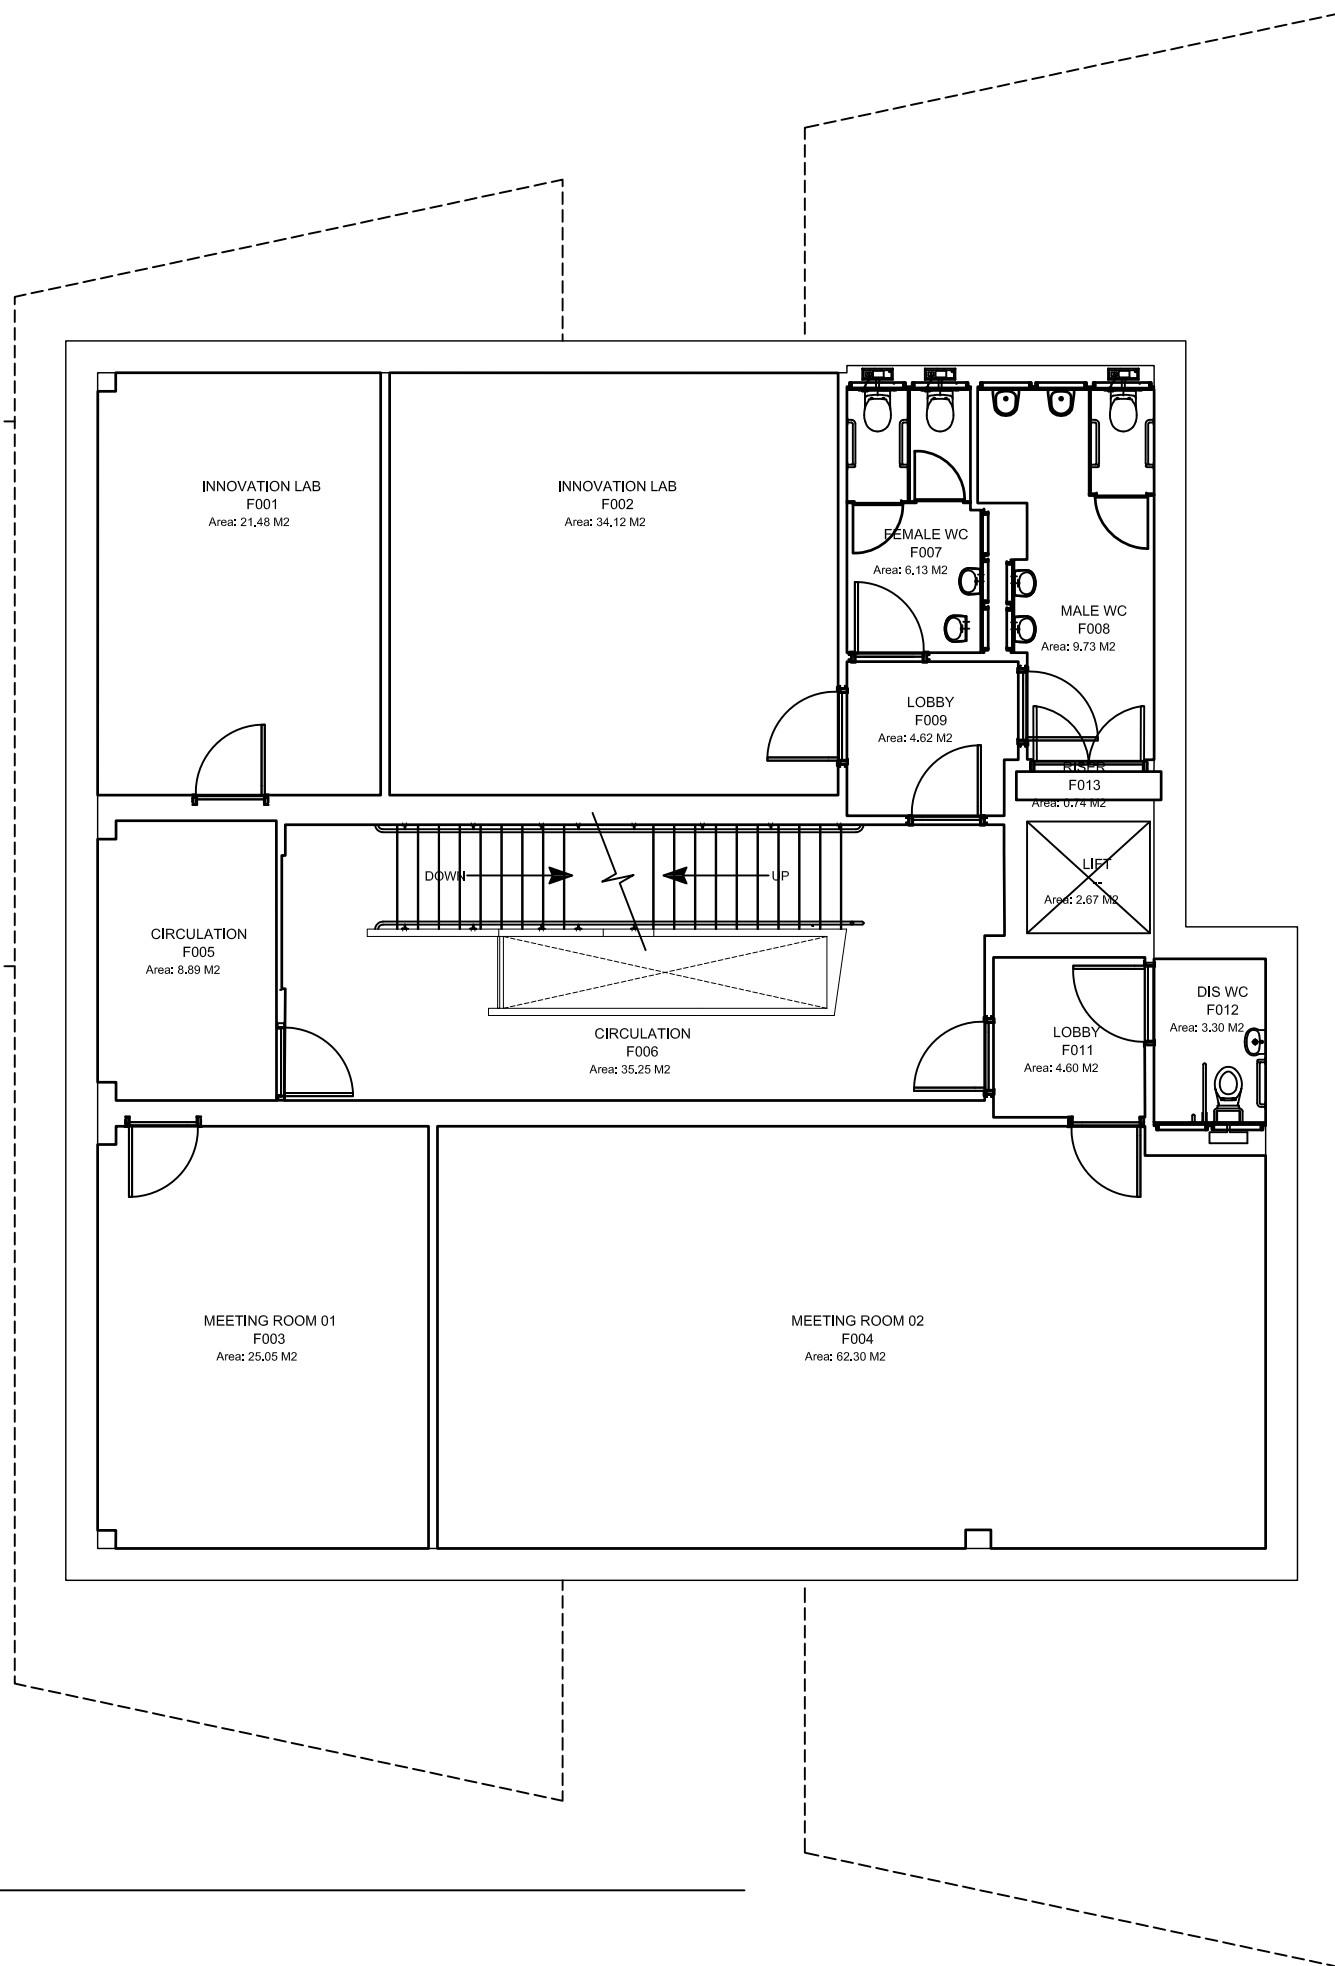 INNOVATION LAB
F001
Area: 21.48 M2
INNOVATION LAB
F002
Area: 34.12 M2
FEMALE WC
F007
Area: 6.13 M2
MALE WC
F008
Area: 9.73 M2
LOBBY
F009
Area: 4.62 M2
RISER
F013
Area: 0.74 M2
DOWN
UP
LIFT
--
Area: 2.67 M2
CIRCULATION
F005
Area: 8.89 M2
CIRCULATION
F006
Area: 35.25 M2
LOBBY
F011
Area: 4.60 M2
DIS WC
F012
Area: 3.30 M2
MEETING ROOM 01
F003
Area: 25.05 M2
MEETING ROOM 02
F004
Area: 62.30 M2